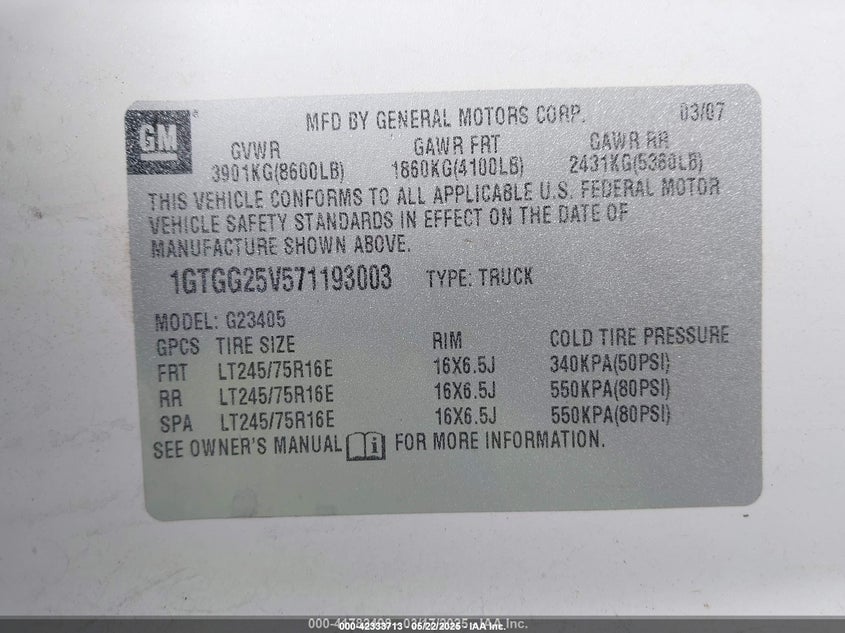 GM®
MFD BY GENERAL MOTORS CORP. 03/07
GVWR GAWR FRT GAWR RR
3901KG(8600LB) 1860KG(4100LB) 2431KG(5360LB)
THIS VEHICLE CONFORMS TO ALL APPLICABLE U.S. FEDERAL MOTOR
VEHICLE SAFETY STANDARDS IN EFFECT ON THE DATE OF
MANUFACTURE SHOWN ABOVE.
1GTGG25V571193003 TYPE: TRUCK
MODEL: G23405
GPCS TIRE SIZE RIM COLD TIRE PRESSURE
FRT LT245/75R16E 16X6.5J 340KPA(50PSI)
RR LT245/75R16E 16X6.5J 550KPA(80PSI)
SPA LT245/75R16E 16X6.5J 550KPA(80PSI)
SEE OWNER'S MANUAL FOR MORE INFORMATION.
000-42333713 06/22/2025 IAA Inc.